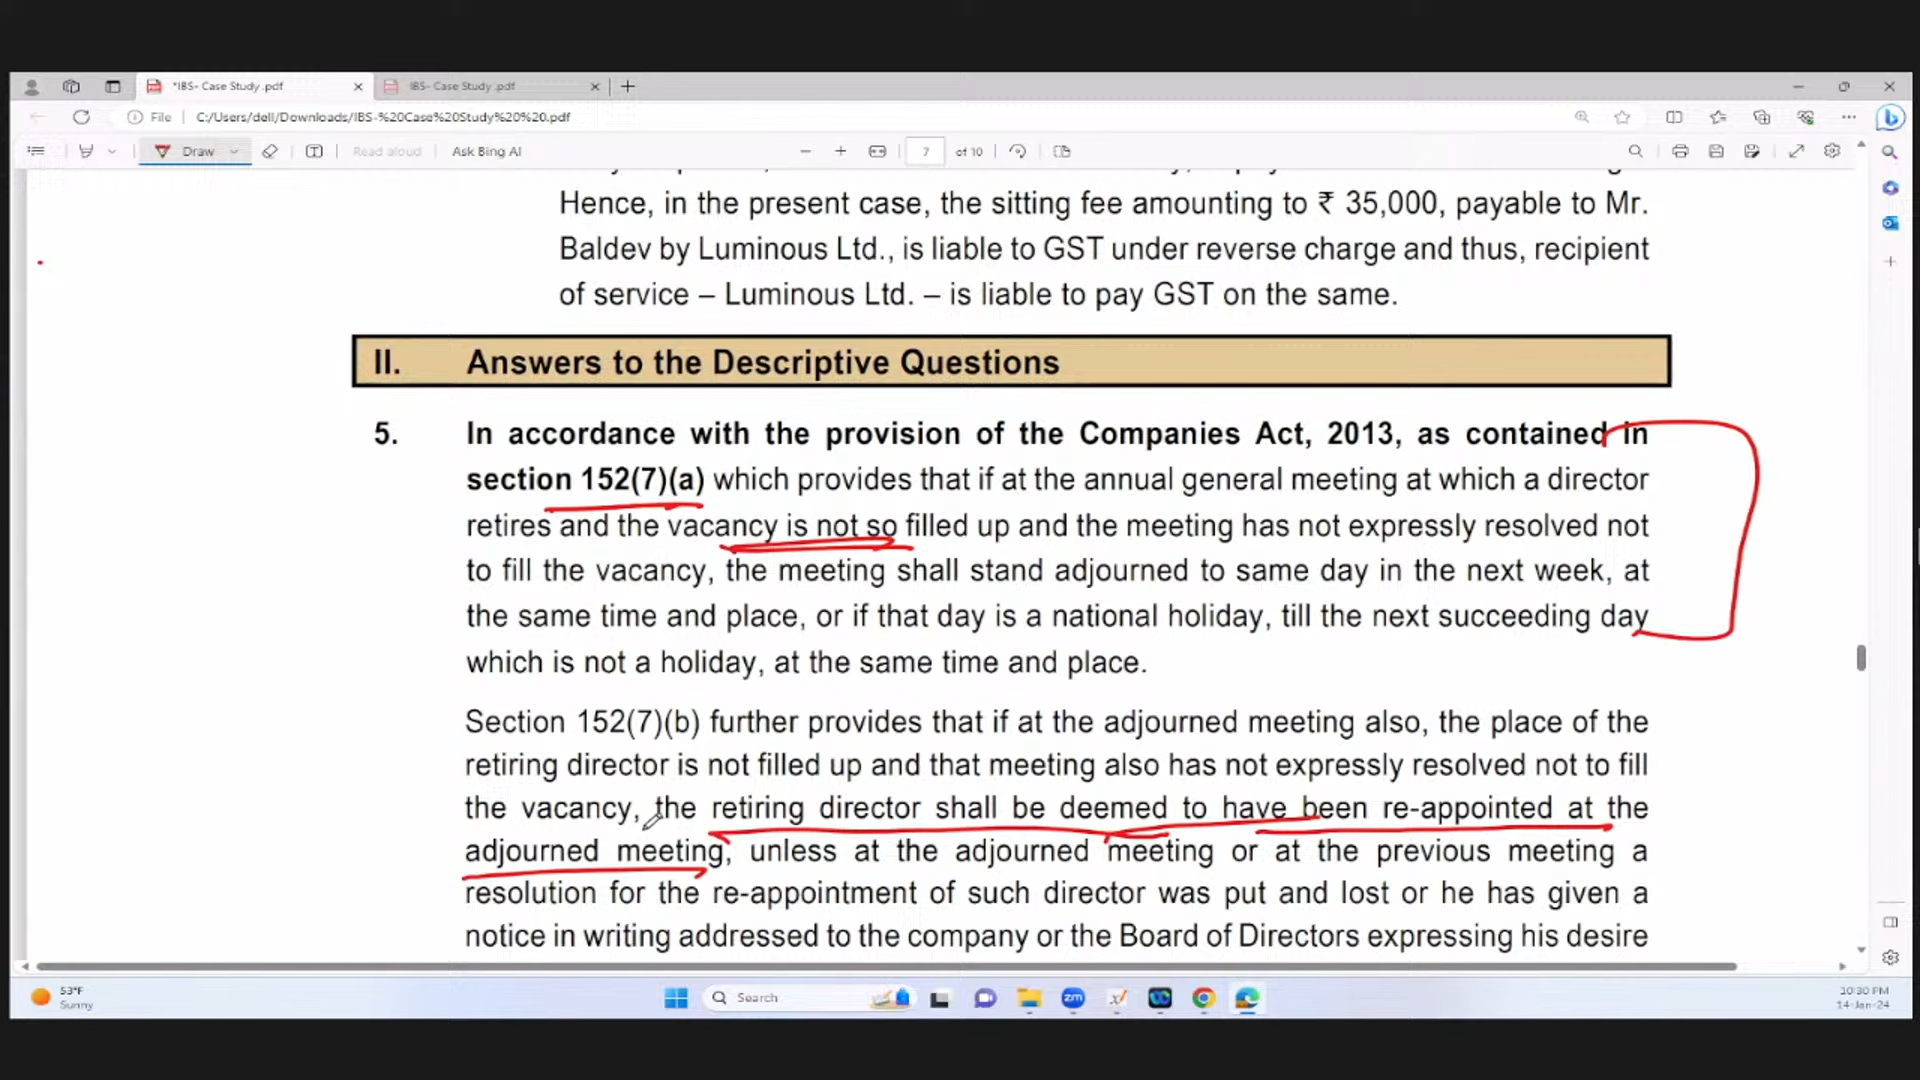 *IBS- Case Study .pdf
IBS- Case Study .pdf
File
C:/Users/dell/Downloads/IBS-%20Case%20Study%20%20.pdf
Draw
Read aloud
Ask Bing AI
7
of 10
Hence, in the present case, the sitting fee amounting to ₹ 35,000, payable to Mr.
Baldev by Luminous Ltd., is liable to GST under reverse charge and thus, recipient
of service – Luminous Ltd. – is liable to pay GST on the same.
II. Answers to the Descriptive Questions
5. In accordance with the provision of the Companies Act, 2013, as contained in
section 152(7)(a) which provides that if at the annual general meeting at which a director
retires and the vacancy is not so filled up and the meeting has not expressly resolved not
to fill the vacancy, the meeting shall stand adjourned to same day in the next week, at
the same time and place, or if that day is a national holiday, till the next succeeding day
which is not a holiday, at the same time and place.
Section 152(7)(b) further provides that if at the adjourned meeting also, the place of the
retiring director is not filled up and that meeting also has not expressly resolved not to fill
the vacancy, the retiring director shall be deemed to have been re-appointed at the
adjourned meeting, unless at the adjourned meeting or at the previous meeting a
resolution for the re-appointment of such director was put and lost or he has given a
notice in writing addressed to the company or the Board of Directors expressing his desire
53°F
Sunny
Search
zm
10:30 PM
14-Jan-24